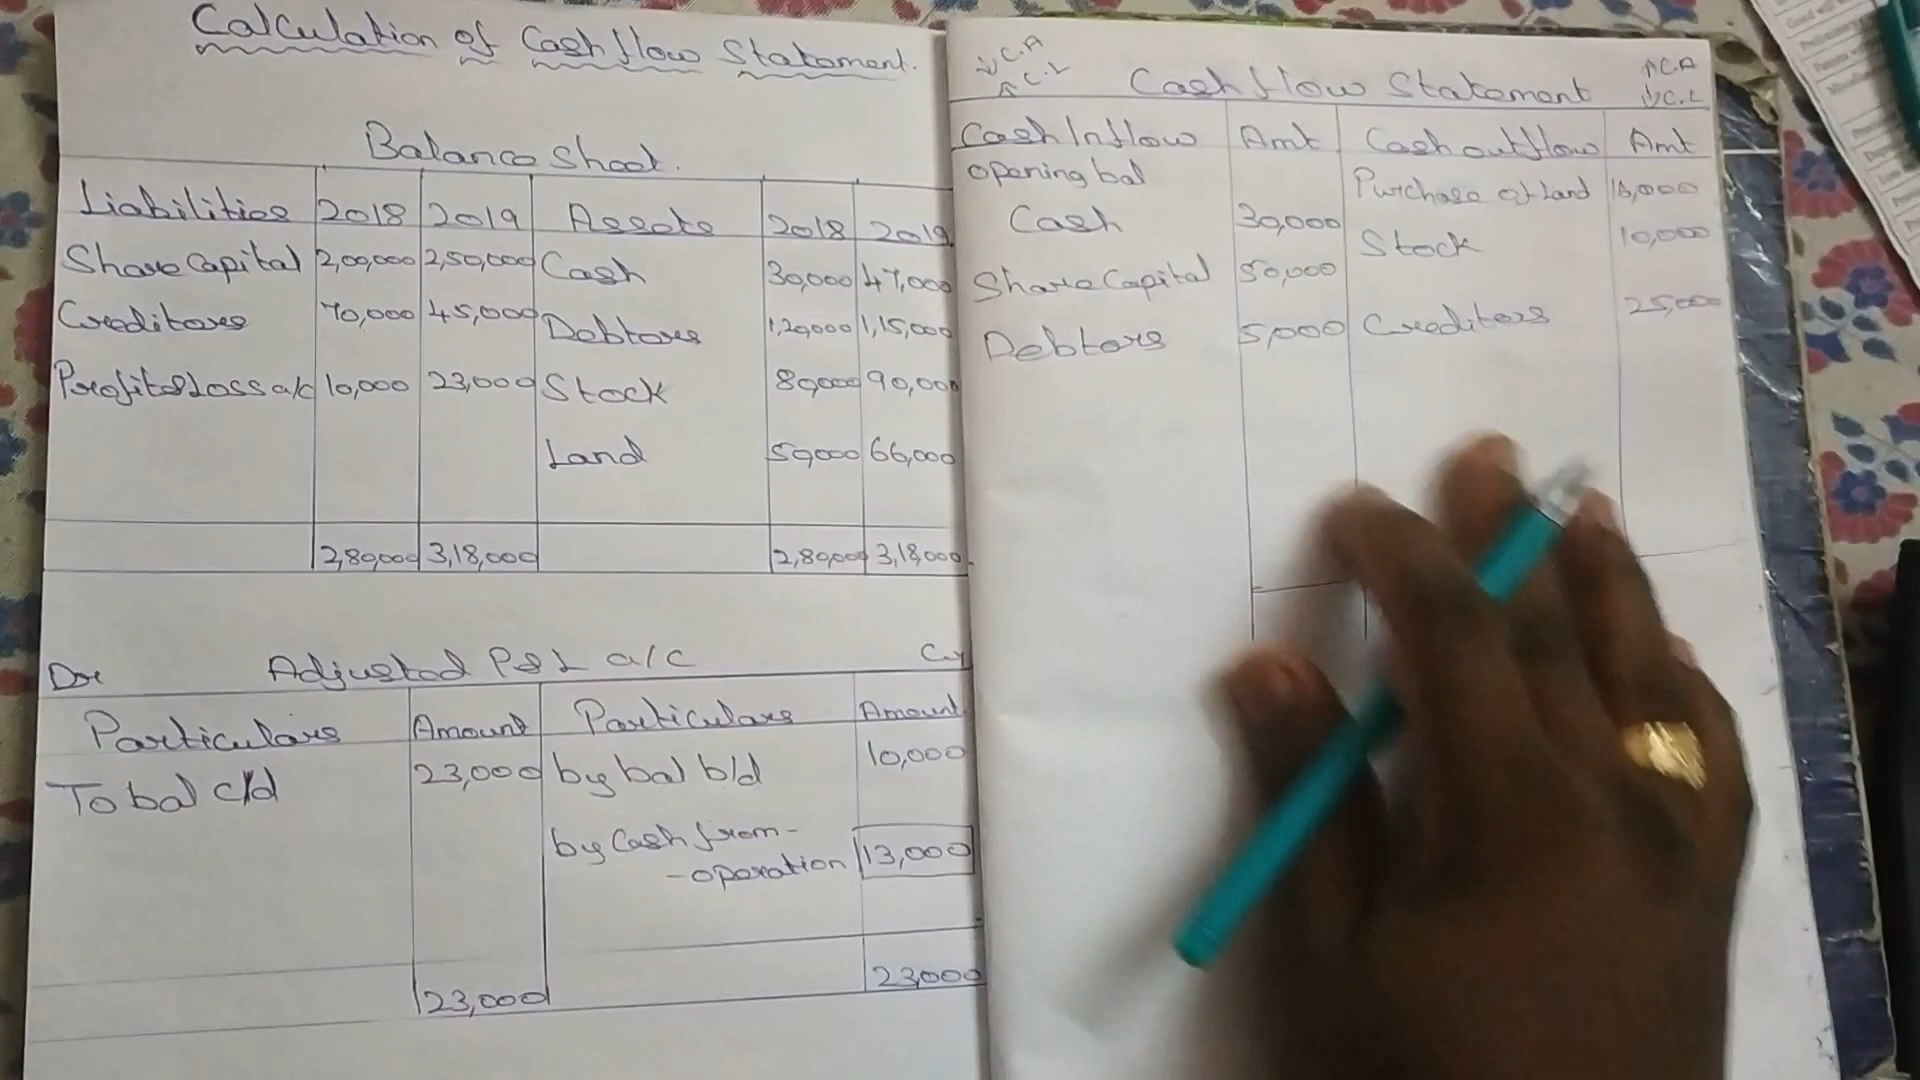 Calculation of Cash flow Statement.
Balance Sheet.
Liabilities 2018 2019 Assets 2018 2019
Share Capital 2,00,000 2,50,000 Cash 30,000 47,000
Creditors 70,000 45,000 Debtors 1,20,000 1,15,000
Profit & Loss a/c 10,000 23,000 Stock 80,000 90,000
Land 50,000 66,000
2,80,000 3,18,000 2,80,000 3,18,000
Dr Adjusted P & L a/c Cr
Particulars Amount Particulars Amount
To bal c/d 23,000 by bal b/d 10,000
by Cash from -
- operation 13,000
23,000 23,000
↓ C.A
↑ C.L
Cash flow Statement
↑ C.A
↓ C.L
Cash Inflow Amt Cash outflow Amt
Opening bal Purchase of Land 16,000
Cash 30,000 Stock 10,000
Share Capital 50,000
Debtors 5,000 Creditors 25,000